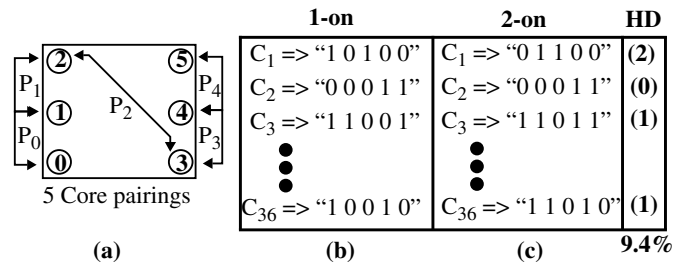 1-on 2-on HD
2 5
P1 P2 P4
1 4
P0 P3
0 3
5 Core pairings
C1 => “1 0 1 0 0” C1 => “0 1 1 0 0” (2)
C2 => “0 0 0 1 1” C2 => “0 0 0 1 1” (0)
C3 => “1 1 0 0 1” C3 => “1 1 0 1 1” (1)
C36 => “1 0 0 1 0” C36 => “1 1 0 1 0” (1)
(a) (b) (c) 9.4%